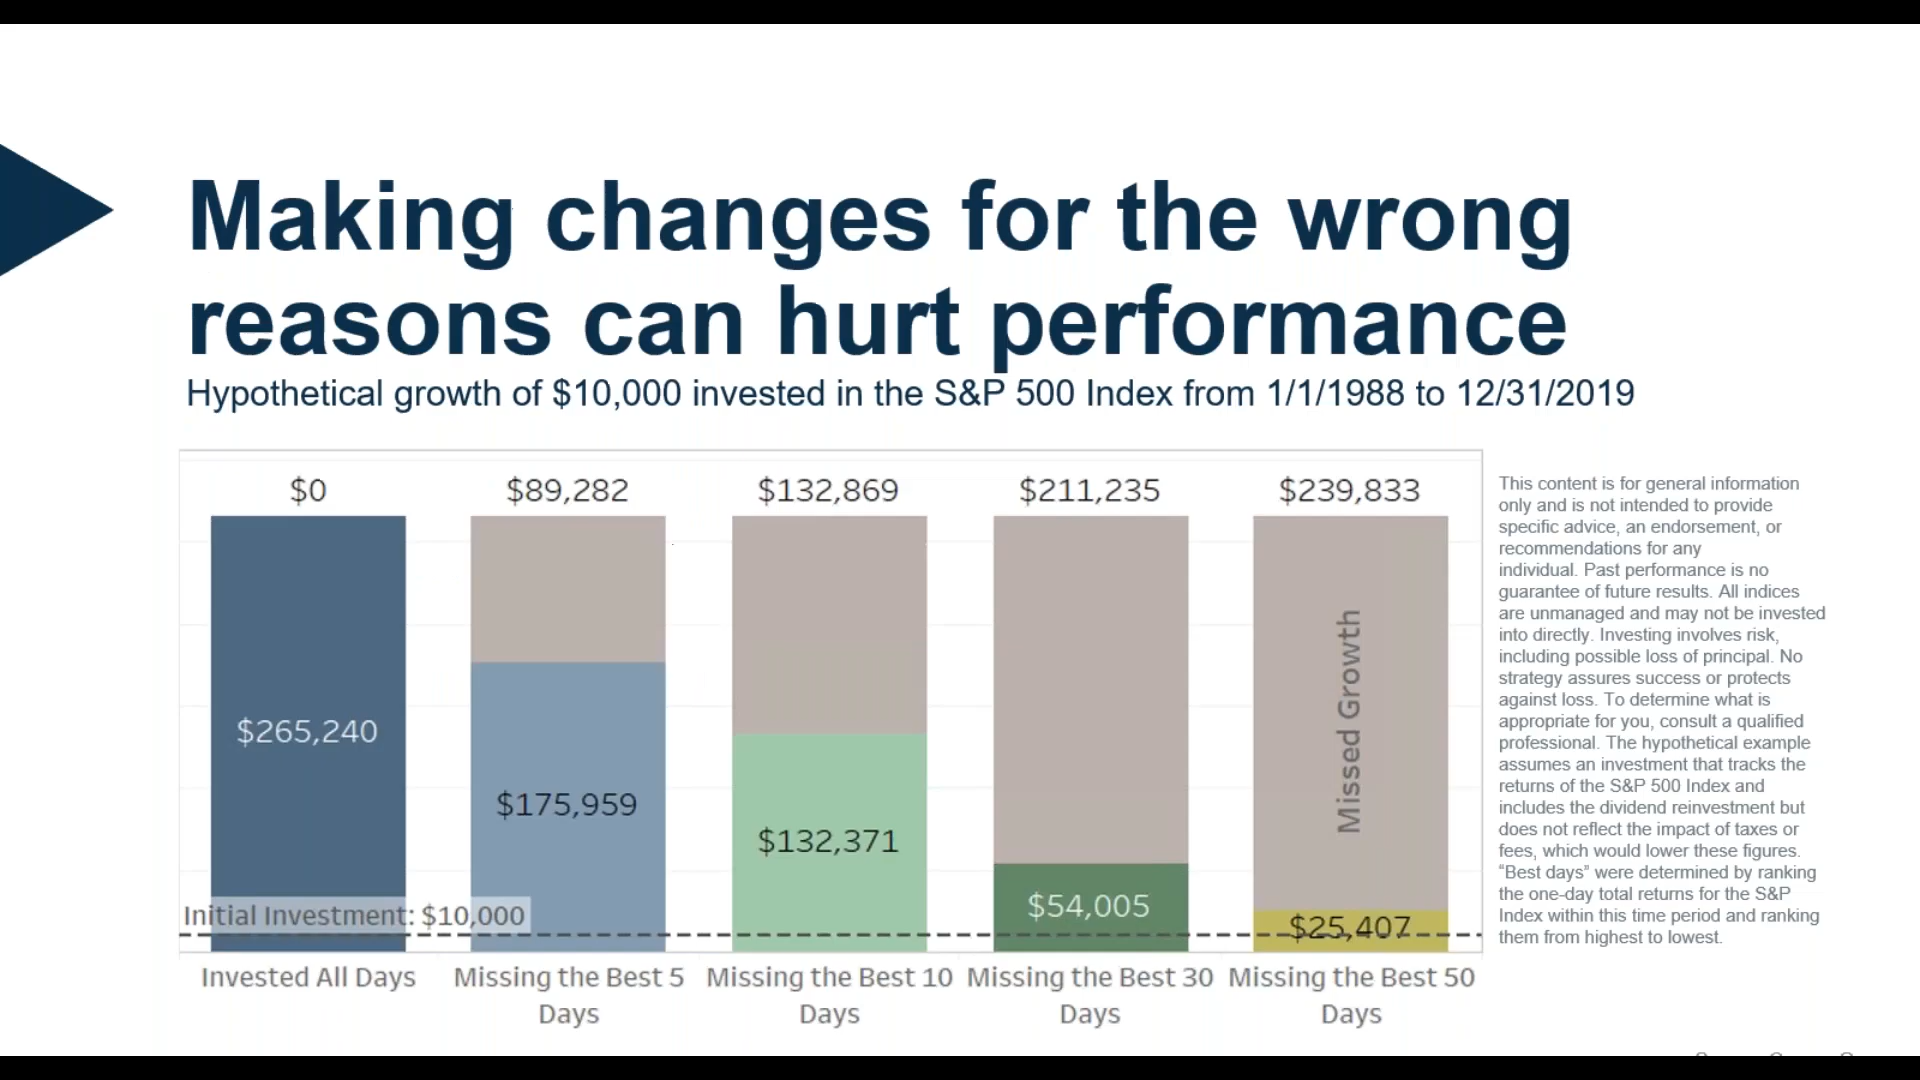 Making changes for the wrong
reasons can hurt performance
Hypothetical growth of $10,000 invested in the S&P 500 Index from 1/1/1988 to 12/31/2019
$0
$89,282
$132,869
$211,235
$239,833
$265,240
$175,959
$132,371
$54,005
$25,407
Missed Growth
Initial Investment: $10,000
Invested All Days
Missing the Best 5
Days
Missing the Best 10
Days
Missing the Best 30
Days
Missing the Best 50
Days
This content is for general information
only and is not intended to provide
specific advice, an endorsement, or
recommendations for any
individual. Past performance is no
guarantee of future results. All indices
are unmanaged and may not be invested
into directly. Investing involves risk,
including possible loss of principal. No
strategy assures success or protects
against loss. To determine what is
appropriate for you, consult a qualified
professional. The hypothetical example
assumes an investment that tracks the
returns of the S&P 500 Index and
includes the dividend reinvestment but
does not reflect the impact of taxes or
fees, which would lower these figures.
“Best days” were determined by ranking
the one-day total returns for the S&P
Index within this time period and ranking
them from highest to lowest.